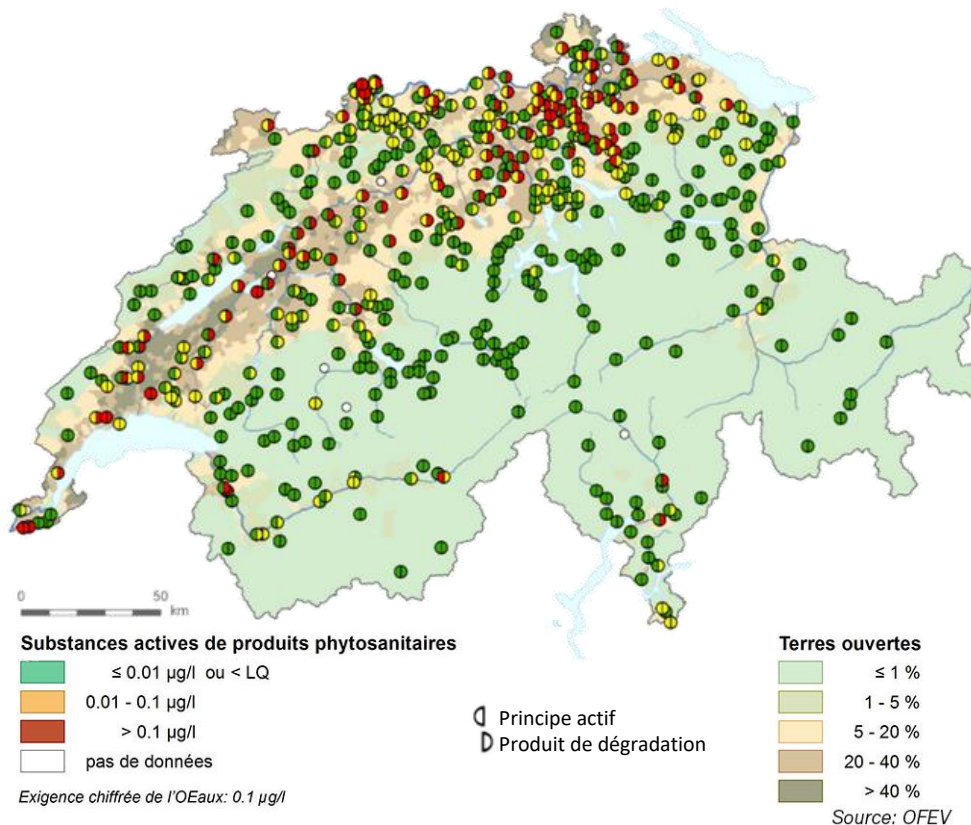 0 50
km
Substances actives de produits phytosanitaires
≤ 0.01 µg/l ou < LQ
0.01 - 0.1 µg/l
> 0.1 µg/l
pas de données
Exigence chiffrée de l'OEaux: 0.1 µg/l
Principe actif
Produit de dégradation
Terres ouvertes
≤ 1 %
1 - 5 %
5 - 20 %
20 - 40 %
> 40 %
Source: OFEV